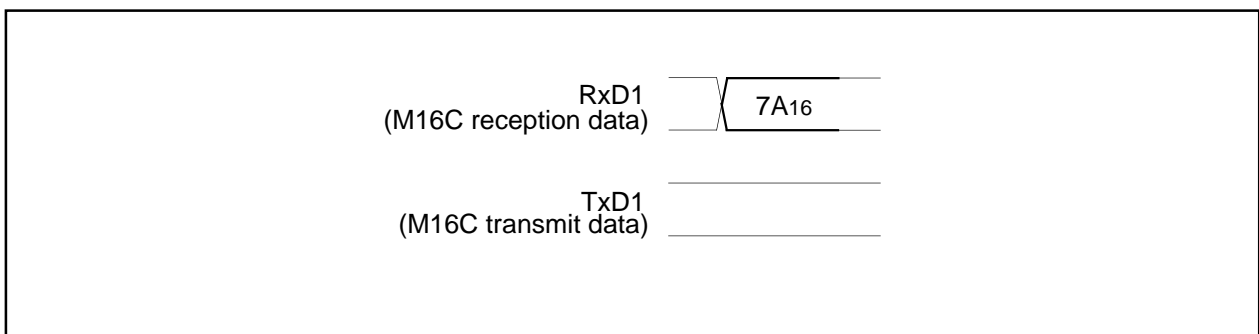 RxD1
(M16C reception data)
7A16
TxD1
(M16C transmit data)